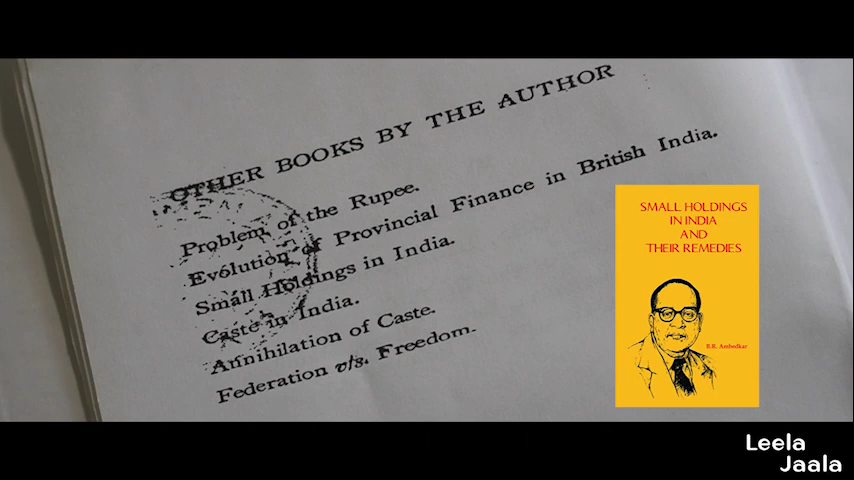 OTHER BOOKS BY THE AUTHOR
Problem of the Rupee.
Evolution of Provincial Finance in British India.
Small Holdings in India.
Caste in India.
Annihilation of Caste.
Federation v/s. Freedom.
SMALL HOLDINGS
IN INDIA
AND
THEIR REMEDIES
B.R. Ambedkar
Leela
Jaala